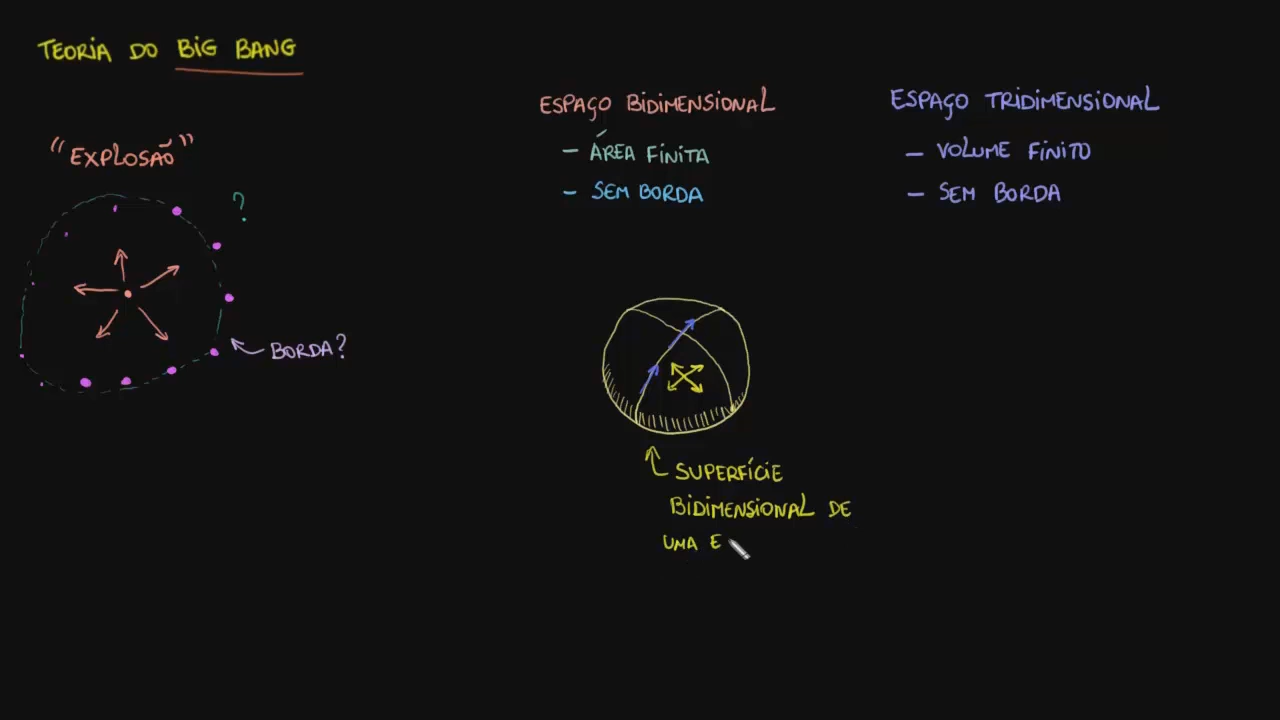 TEORIA DO BIG BANG
"EXPLOSÃO"
?
BORDA?
ESPAÇO BIDIMENSIONAL
- ÁREA FINITA
- SEM BORDA
ESPAÇO TRIDIMENSIONAL
- VOLUME FINITO
- SEM BORDA
SUPERFÍCIE
BIDIMENSIONAL DE
UMA E